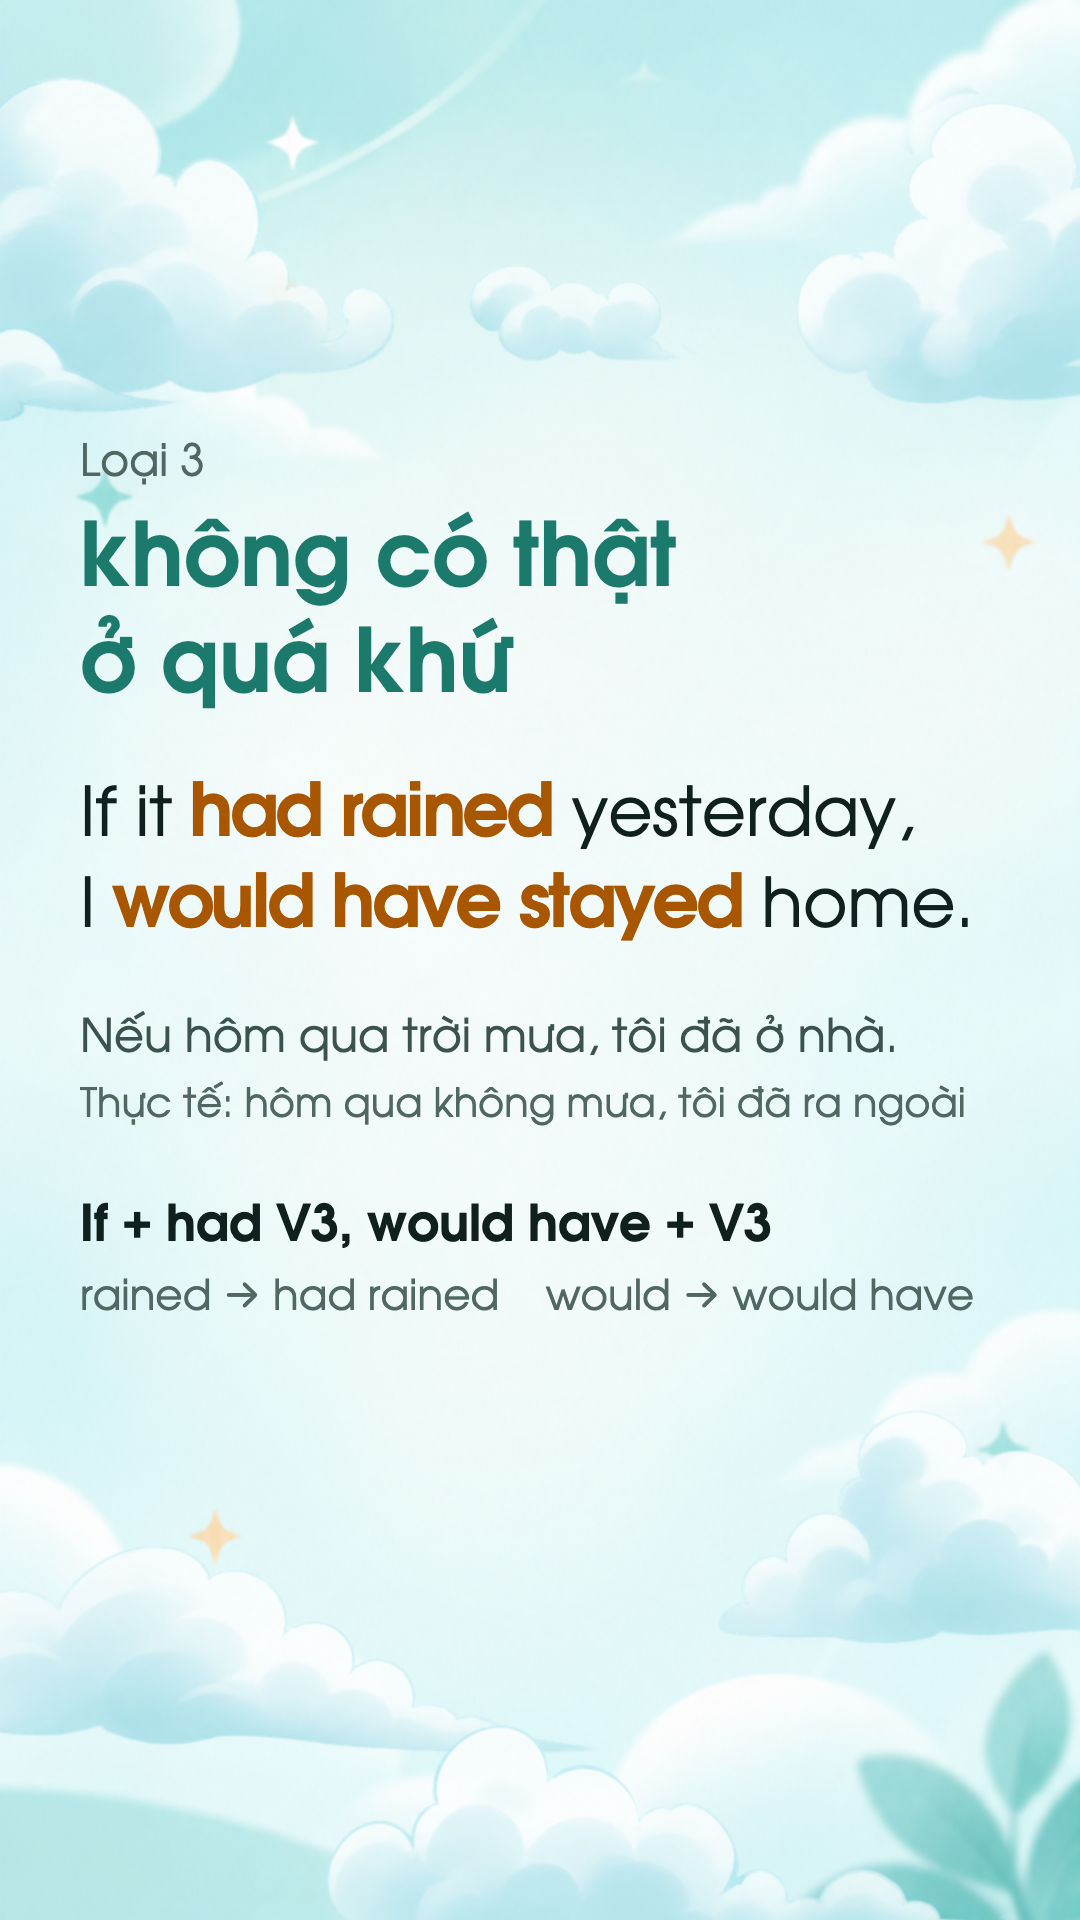 Loại 3
không có thật
ở quá khứ
If it had rained yesterday,
I would have stayed home.
Nếu hôm qua trời mưa, tôi đã ở nhà.
Thực tế: hôm qua không mưa, tôi đã ra ngoài
If + had V3, would have + V3
rained → had rained would → would have